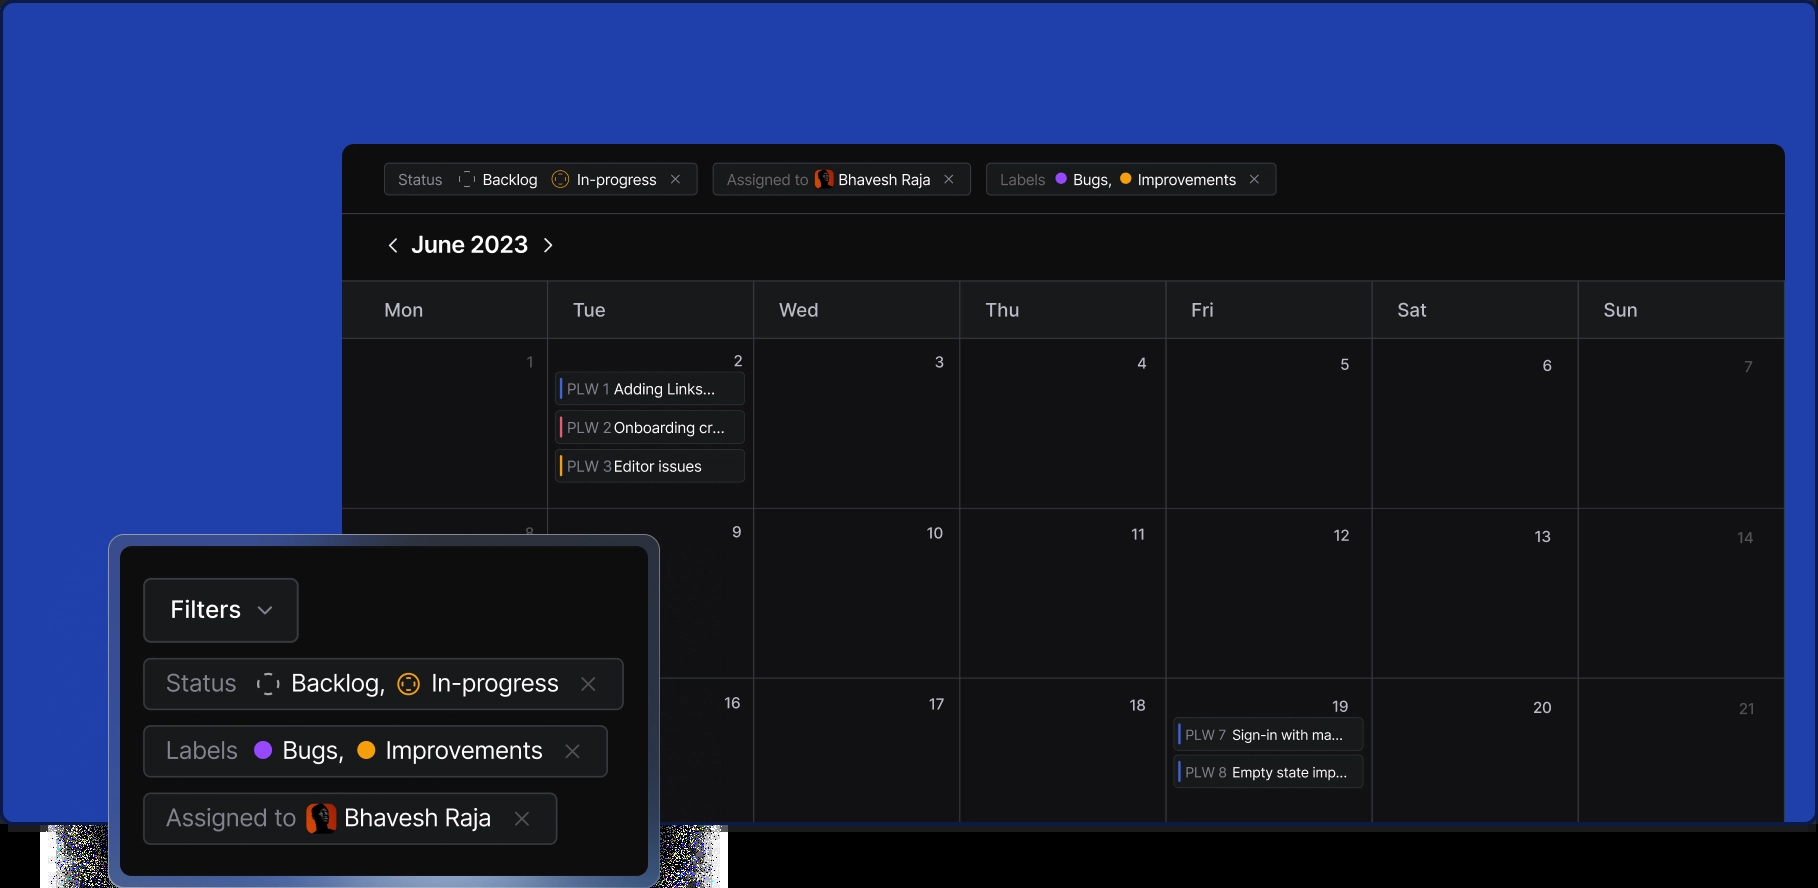 Status Backlog In-progress Assigned to Bhavesh Raja Labels Bugs, Improvements
June 2023
Mon Tue Wed Thu Fri Sat Sun
1 2 3 4 5 6 7
PLW 1 Adding Links...
PLW 2 Onboarding cr...
PLW 3 Editor issues
8 9 10 11 12 13 14
16 17 18 19 20 21
PLW 7 Sign-in with ma...
PLW 8 Empty state imp...
Filters
Status Backlog, In-progress
Labels Bugs, Improvements
Assigned to Bhavesh Raja